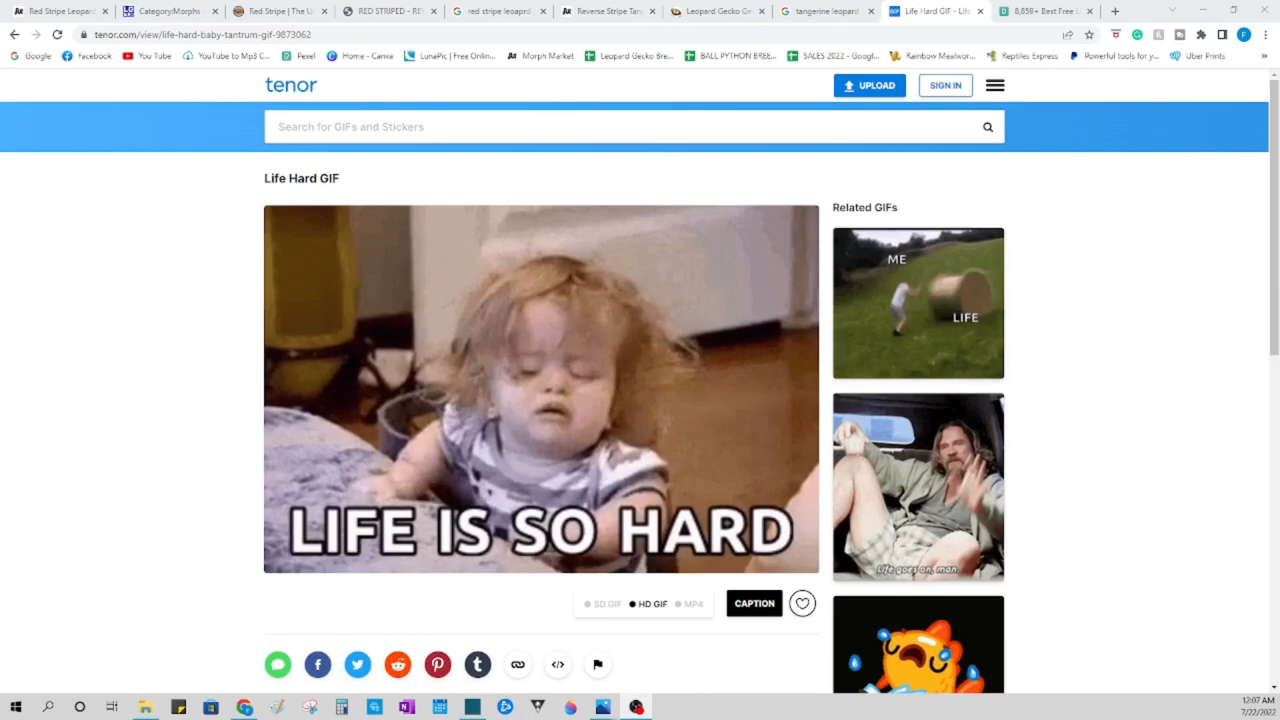 Red Stripe Leopar
CategoryMorphs
Red Stripe | The U
RED STRIPED - RE
red stripe leoaprd
Reverse Stripe Tan
Leopard Gecko Ge
tangerine leopard
Life Hard GIF - Life
8,859+ Best Free L
tenor.com/view/life-hard-baby-tantrum-gif-9873062
Google
Facebook
You Tube
YouTube to Mp3 C...
Pexel
Home - Canva
LunaPic | Free Onlin...
Morph Market
Leopard Gecko Bre...
BALL PYTHON BREE...
SALES 2022 - Googl...
Rainbow Mealwor...
Reptiles Express
Powerful tools for y...
Uber Prints
tenor
UPLOAD
SIGN IN
Search for GIFs and Stickers
Life Hard GIF
Related GIFs
ME
LIFE
LIFE IS SO HARD
Life goes on, man.
SD GIF HD GIF MP4
CAPTION
12:07 AM
7/22/2022